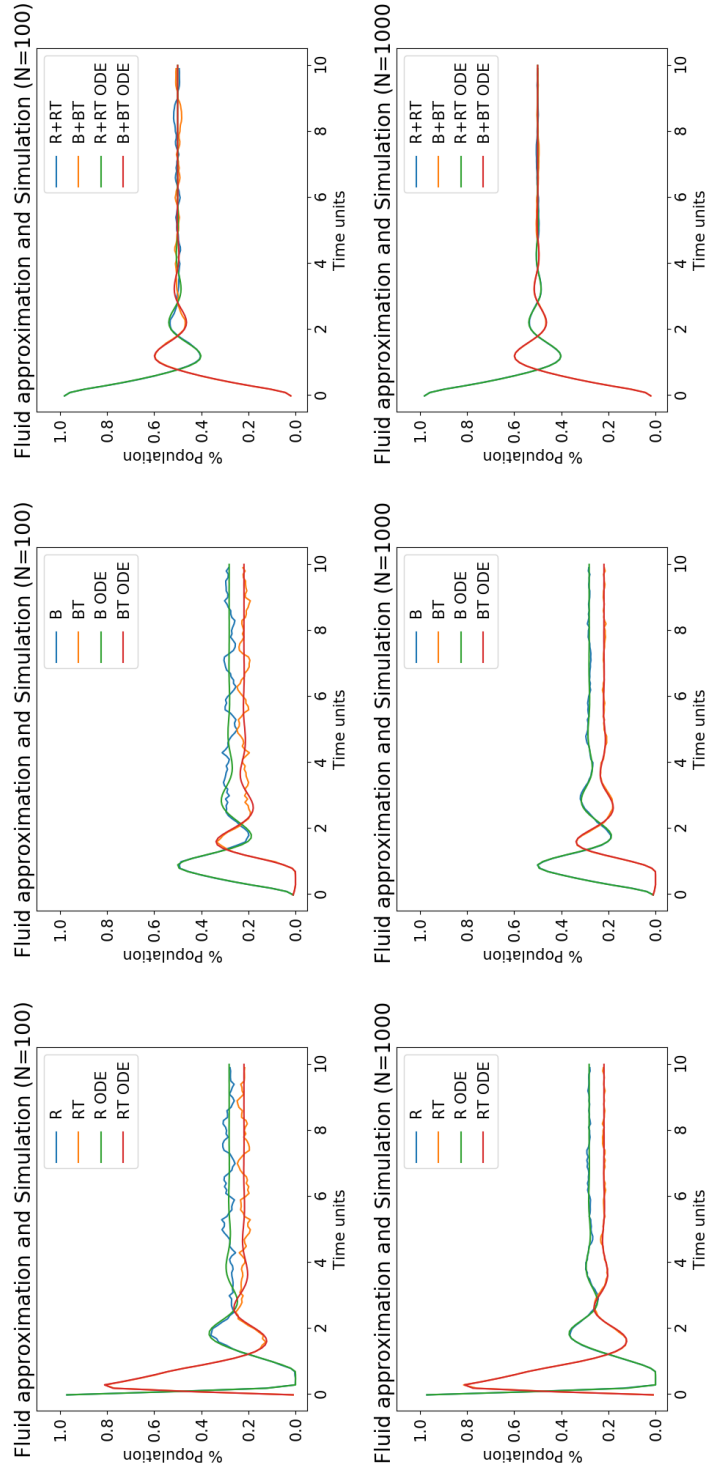 Fluid approximation and Simulation (N=100)
% Population
1.0
0.8
0.6
0.4
0.2
0.0
R
RT
R ODE
RT ODE
0 2 4 6 8 10
Time units
Fluid approximation and Simulation (N=100)
% Population
1.0
0.8
0.6
0.4
0.2
0.0
B
BT
B ODE
BT ODE
0 2 4 6 8 10
Time units
Fluid approximation and Simulation (N=100)
% Population
1.0
0.8
0.6
0.4
0.2
0.0
R+RT
B+BT
R+RT ODE
B+BT ODE
0 2 4 6 8 10
Time units
Fluid approximation and Simulation (N=1000
% Population
1.0
0.8
0.6
0.4
0.2
0.0
R
RT
R ODE
RT ODE
0 2 4 6 8 10
Time units
Fluid approximation and Simulation (N=1000
% Population
1.0
0.8
0.6
0.4
0.2
0.0
B
BT
B ODE
BT ODE
0 2 4 6 8 10
Time units
Fluid approximation and Simulation (N=1000
% Population
1.0
0.8
0.6
0.4
0.2
0.0
R+RT
B+BT
R+RT ODE
B+BT ODE
0 2 4 6 8 10
Time units